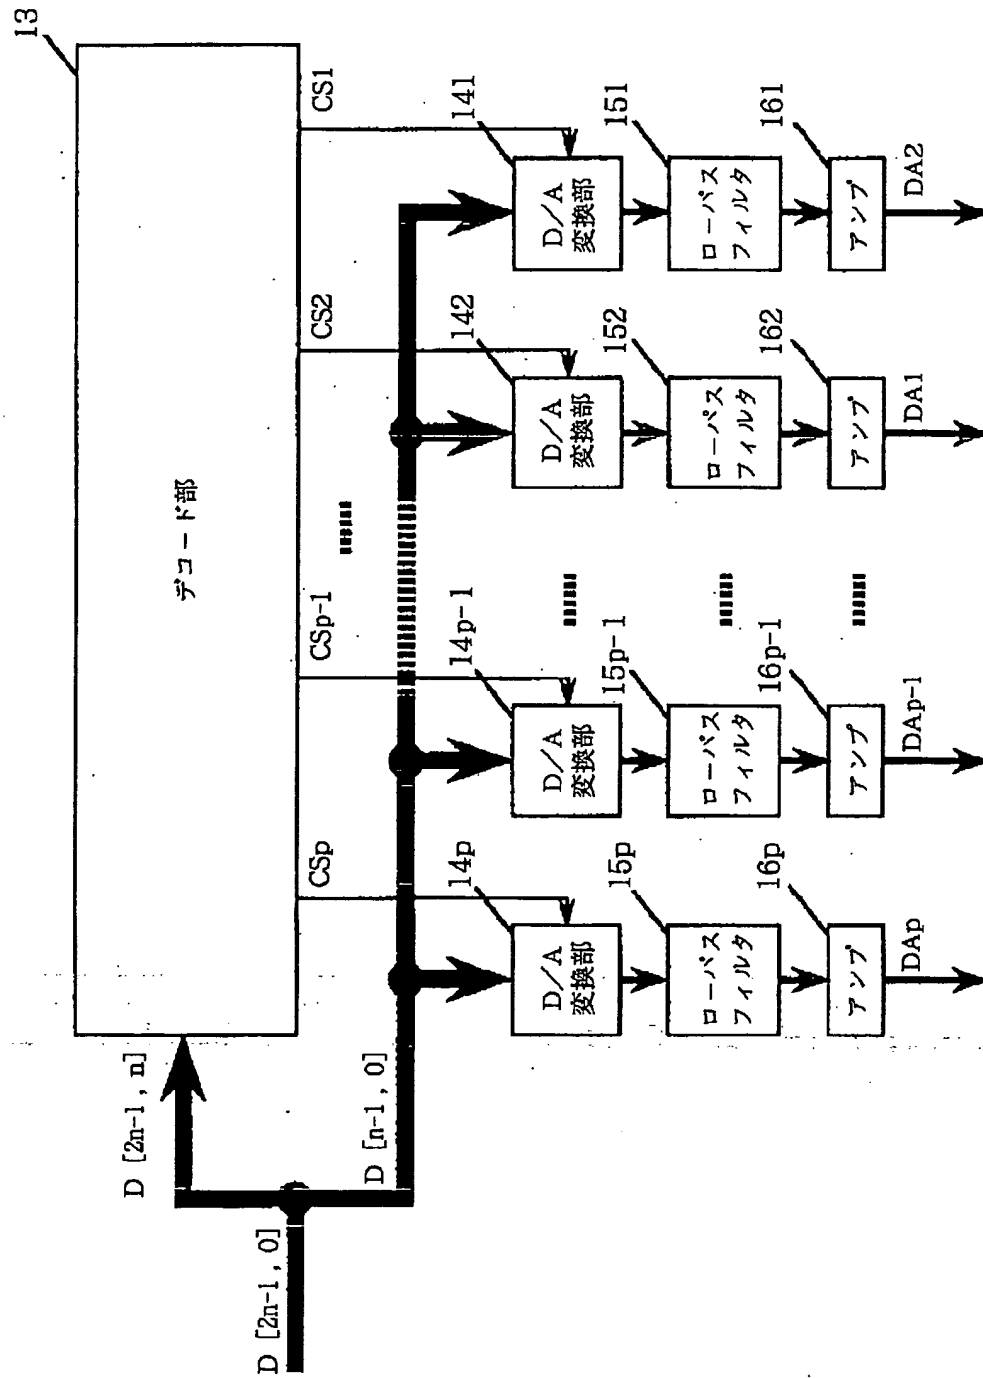 13
デコード部
D [2n-1, 0]
D [2n-1, n]
D [n-1, 0]
CSp
CSp-1
CS2
CS1
14p
14p-1
142
141
D/A
変換部
D/A
変換部
D/A
変換部
D/A
変換部
15p
15p-1
152
151
ローパス
フィルタ
ローパス
フィルタ
ローパス
フィルタ
ローパス
フィルタ
16p
16p-1
162
161
アンプ
アンプ
アンプ
アンプ
DAp
DAp-1
DA1
DA2